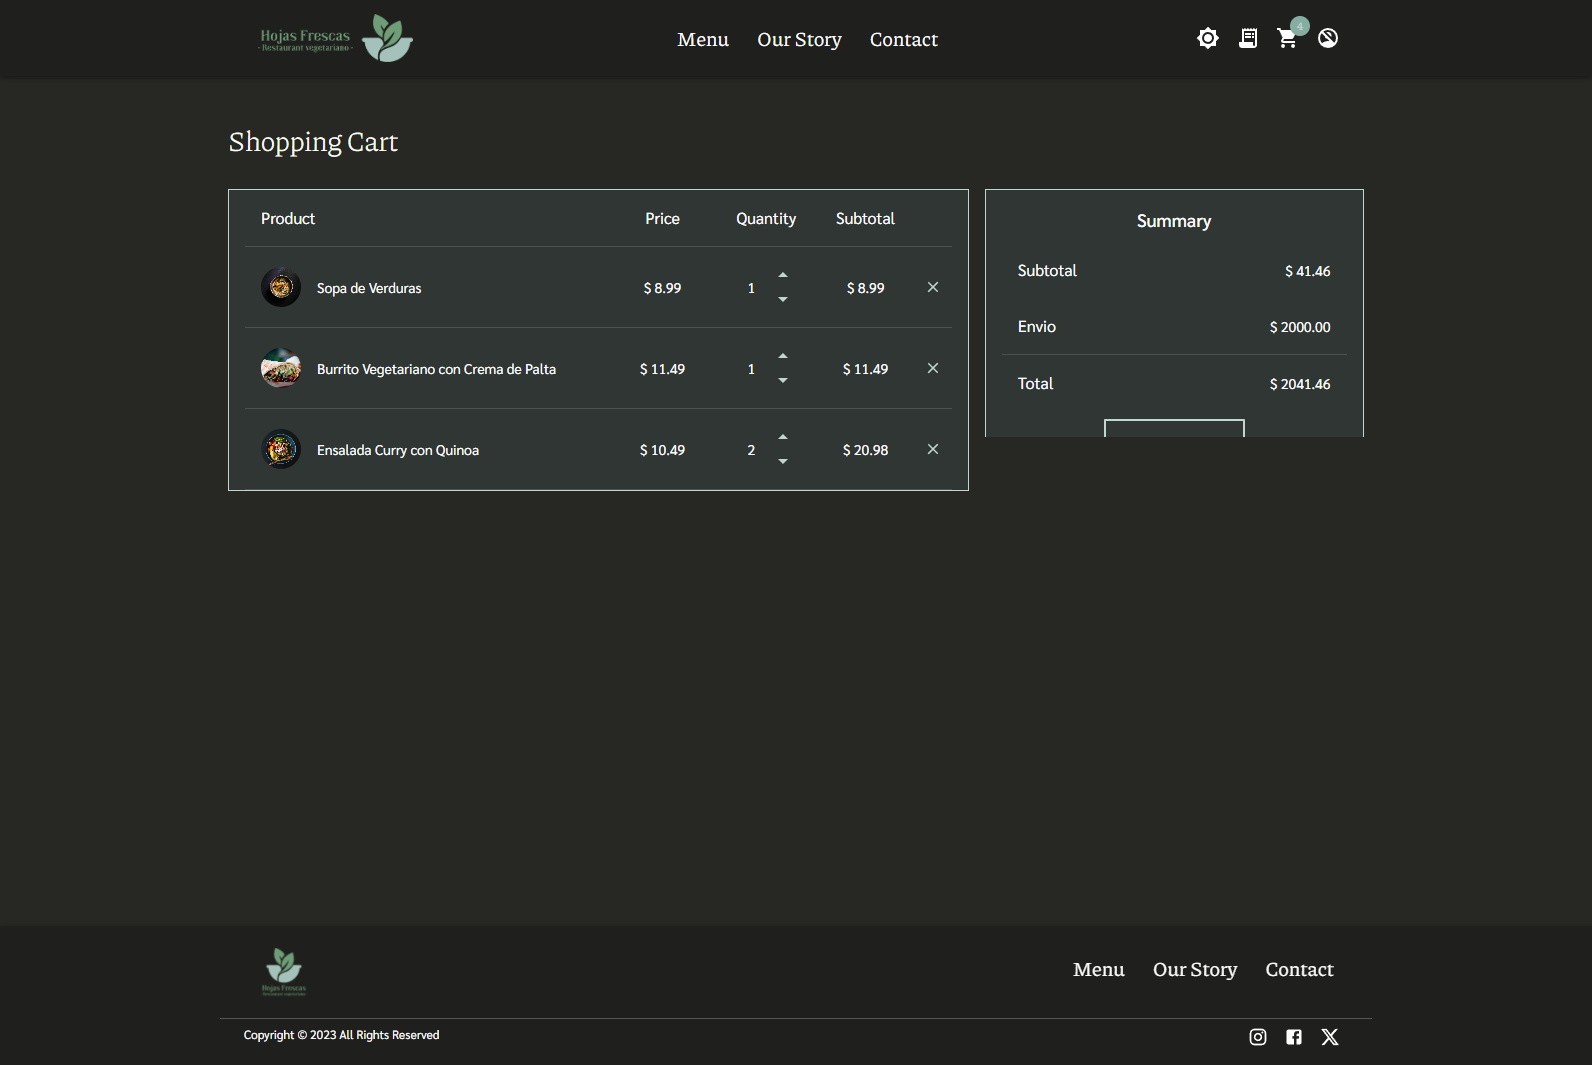 Hojas Frescas
- Restaurant vegetariano -
Menu Our Story Contact
4
Shopping Cart
Product Price Quantity Subtotal
Sopa de Verduras $ 8.99 1 $ 8.99
Burrito Vegetariano con Crema de Palta $ 11.49 1 $ 11.49
Ensalada Curry con Quinoa $ 10.49 2 $ 20.98
Summary
Subtotal $ 41.46
Envio $ 2000.00
Total $ 2041.46
Hojas Frescas
Restaurant vegetariano
Menu Our Story Contact
Copyright © 2023 All Rights Reserved